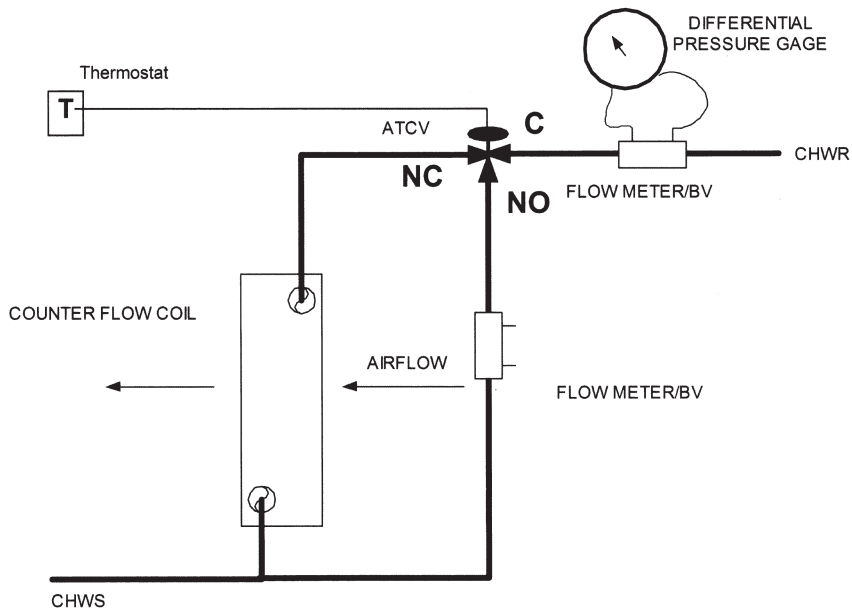 DIFFERENTIAL
PRESSURE GAGE
Thermostat
T
ATCV
C
CHWR
NC
FLOW METER/BV
NO
COUNTER FLOW COIL
AIRFLOW
FLOW METER/BV
CHWS